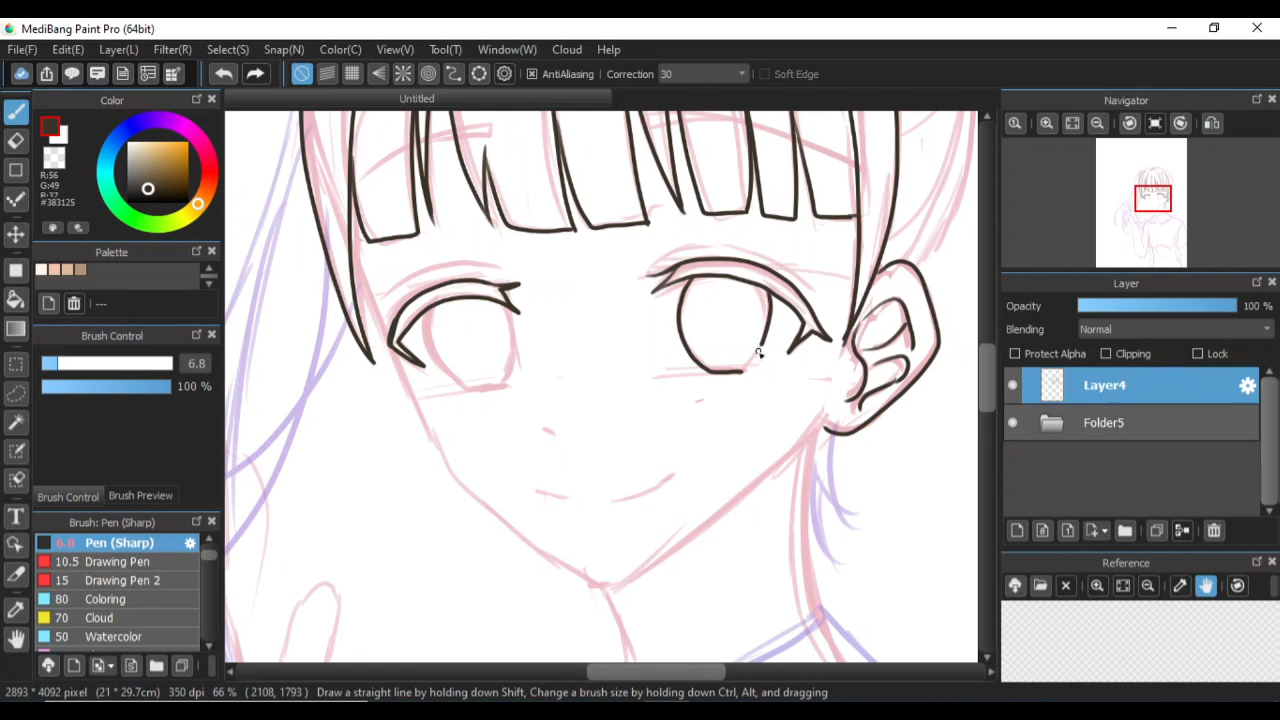 MediBang Paint Pro (64bit)
File(F) Edit(E) Layer(L) Filter(R) Select(S) Snap(N) Color(C) View(V) Tool(T) Window(W) Cloud Help
AntiAliasing Correction 30 Soft Edge
Color
R:56
G:49
B:37
#383125
Palette
---
Brush Control
6.8
100 %
Brush Control Brush Preview
Brush: Pen (Sharp)
6.8 Pen (Sharp)
10.5 Drawing Pen
15 Drawing Pen 2
80 Coloring
70 Cloud
50 Watercolor
Untitled
Navigator
Layer
Opacity 100 %
Blending Normal
Protect Alpha Clipping Lock
Layer4
Folder5
Reference
2893 * 4092 pixel (21 * 29.7cm) 350 dpi 66 % ( 2108, 1793 ) Draw a straight line by holding down Shift, Change a brush size by holding down Ctrl, Alt, and dragging